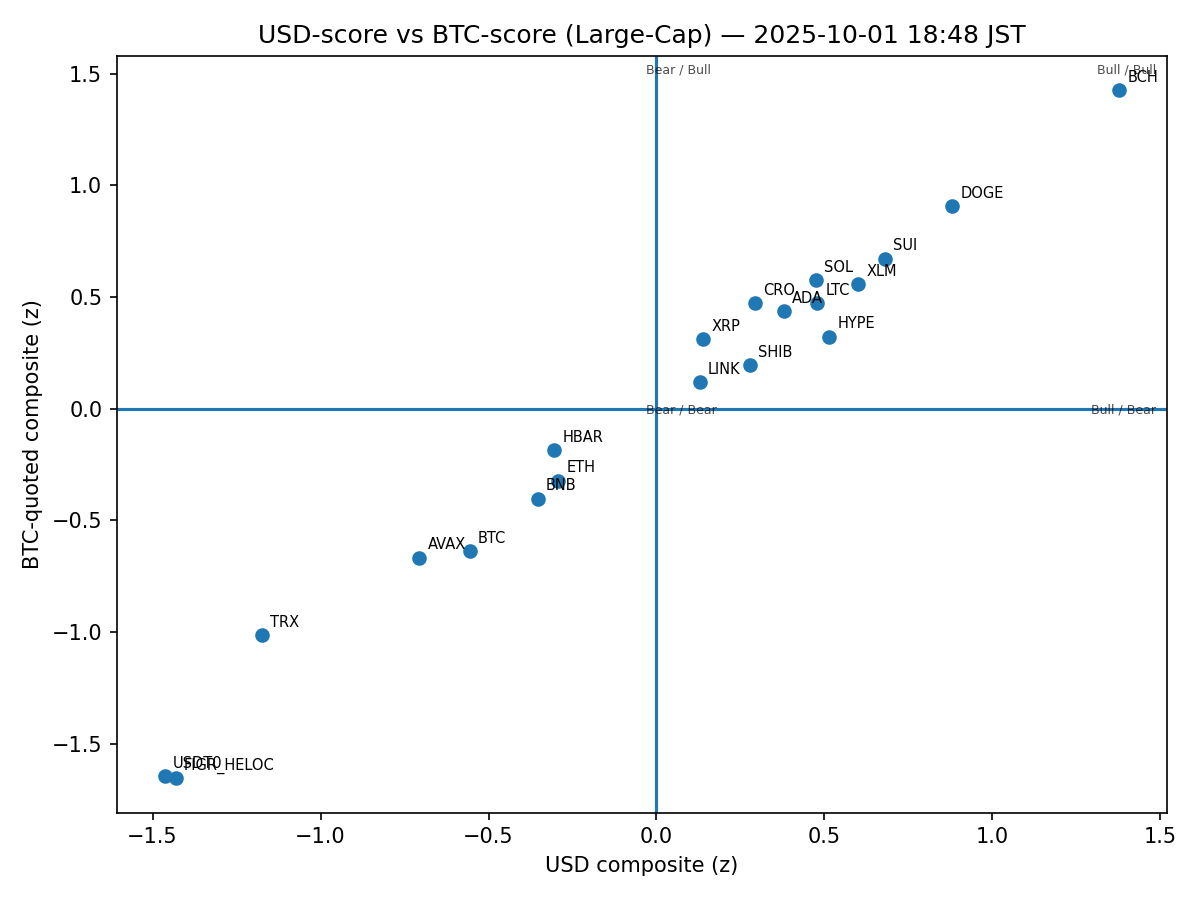 USD-score vs BTC-score (Large-Cap) — 2025-10-01 18:48 JST
Bear / Bull
Bull / Bull
BCH
DOGE
SUI
SOL
XLM
CRO
LTC
ADA
HYPE
XRP
SHIB
LINK
Bear / Bear
Bull / Bear
HBAR
ETH
BNB
BTC
AVAX
TRX
USDT0
FIGR_HELOC
1.5
1.0
0.5
0.0
−0.5
−1.0
−1.5
BTC-quoted composite (z)
−1.5
−1.0
−0.5
0.0
0.5
1.0
1.5
USD composite (z)